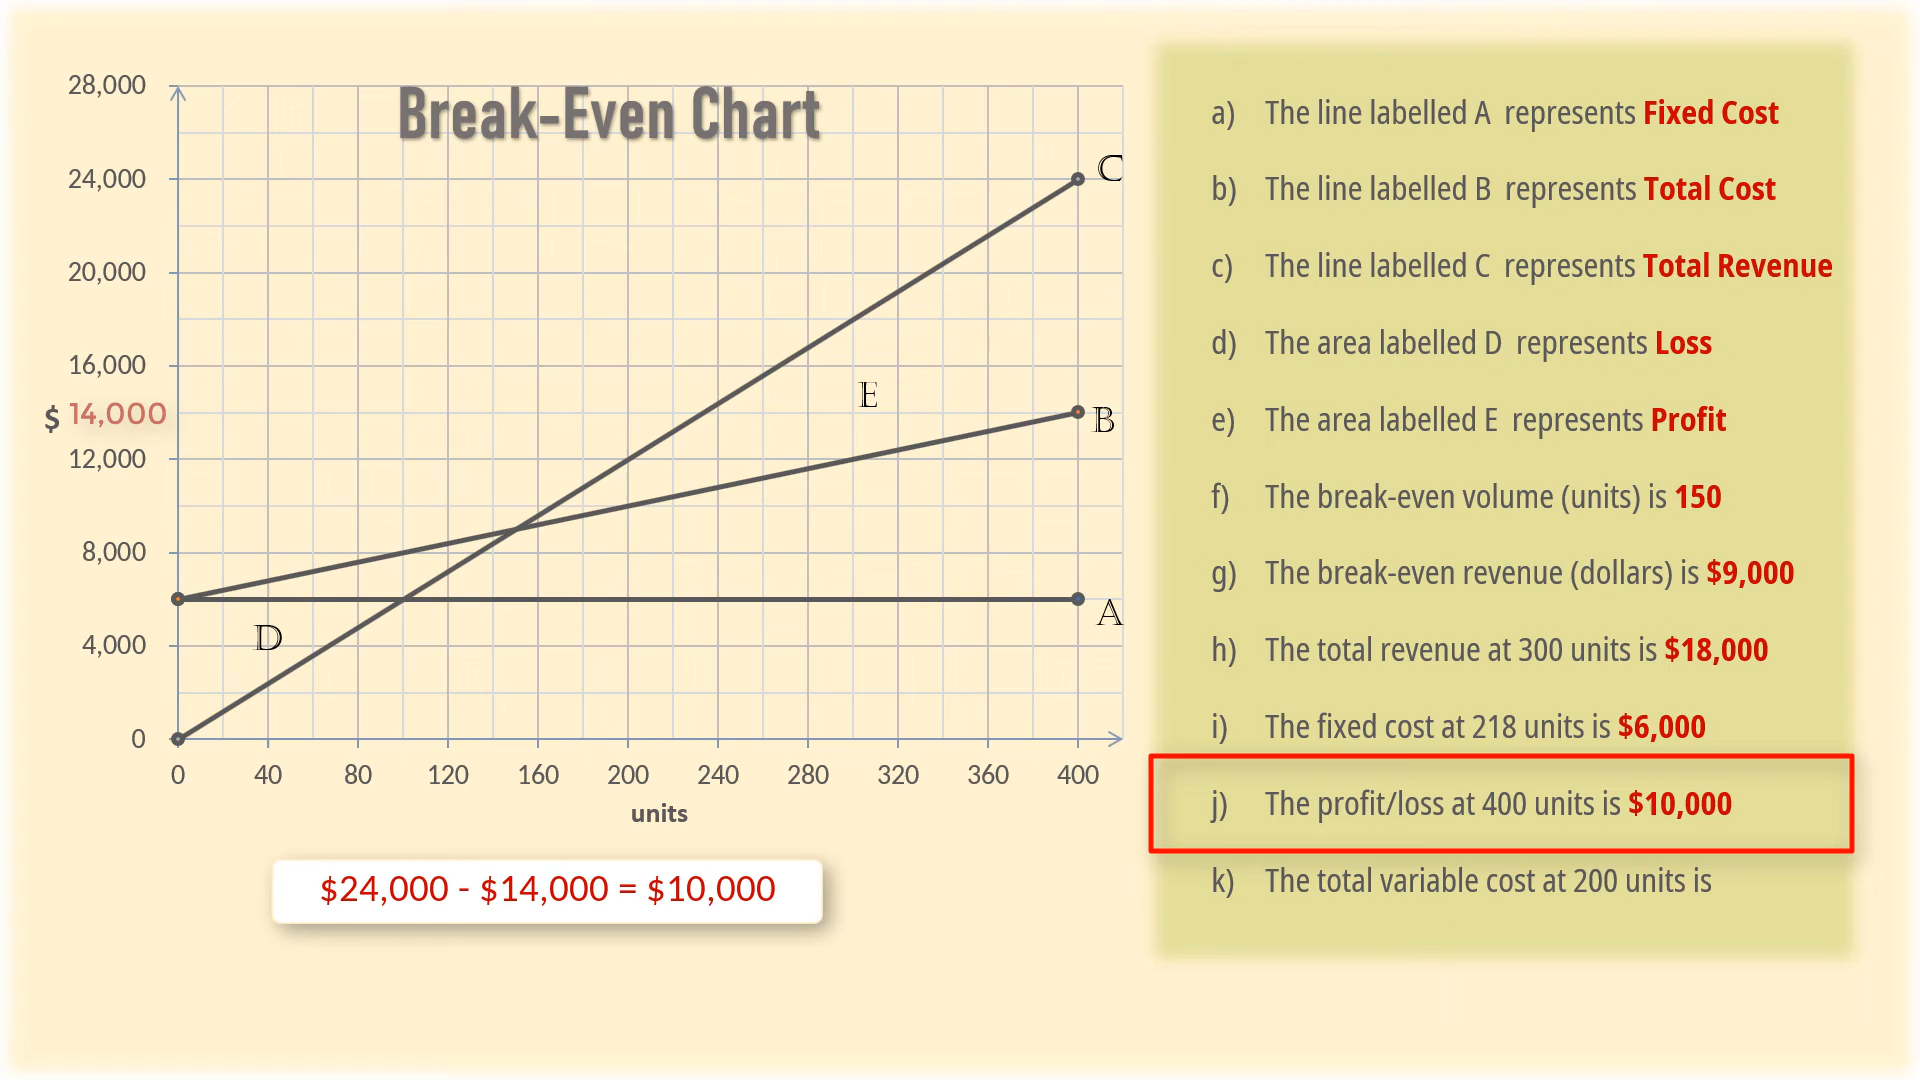 Break-Even Chart
28,000
24,000
20,000
16,000
$ 14,000
12,000
8,000
4,000
0
0 40 80 120 160 200 240 280 320 360 400
units
C
E
B
A
D
$24,000 - $14,000 = $10,000
a) The line labelled A represents Fixed Cost
b) The line labelled B represents Total Cost
c) The line labelled C represents Total Revenue
d) The area labelled D represents Loss
e) The area labelled E represents Profit
f) The break-even volume (units) is 150
g) The break-even revenue (dollars) is $9,000
h) The total revenue at 300 units is $18,000
i) The fixed cost at 218 units is $6,000
j) The profit/loss at 400 units is $10,000
k) The total variable cost at 200 units is